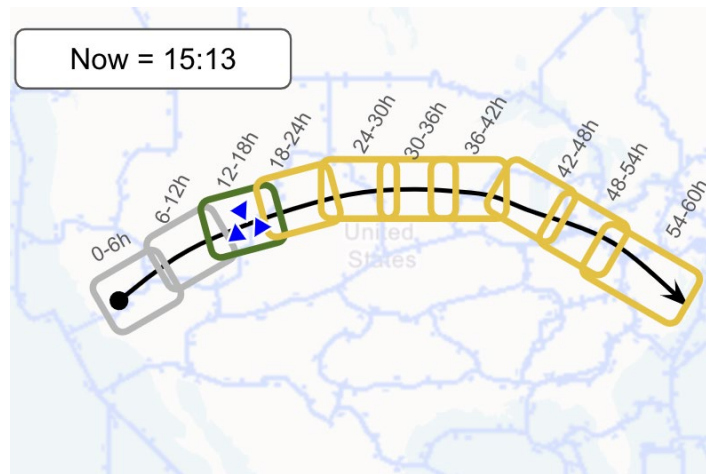 Now = 15:13
0-6h
6-12h
12-18h
18-24h
24-30h
30-36h
36-42h
42-48h
48-54h
54-60h
United
States